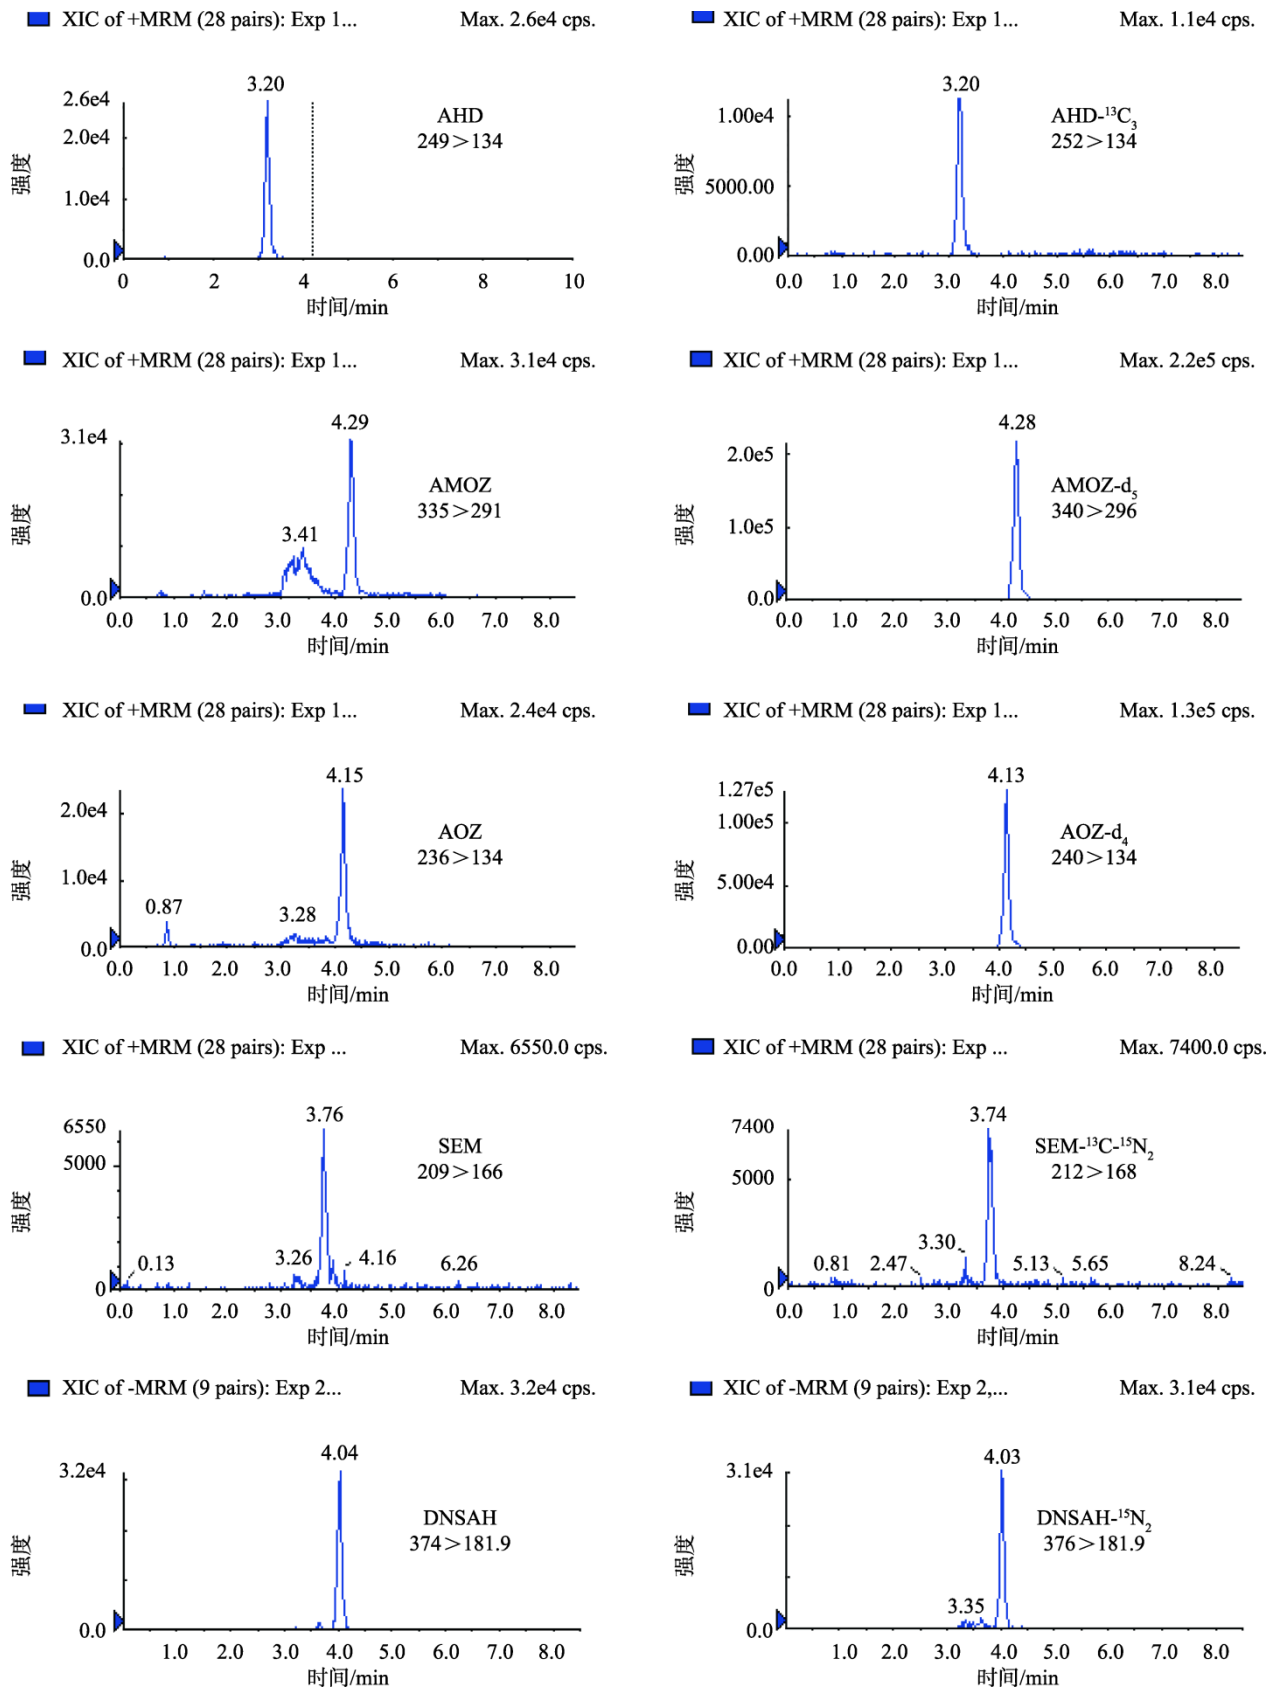 XIC of +MRM (28 pairs): Exp 1... Max. 2.6e4 cps.
3.20
2.6e4
2.0e4
1.0e4
0.0
强度
AHD
249＞134
0 2 4 6 8 10
时间/min
XIC of +MRM (28 pairs): Exp 1... Max. 1.1e4 cps.
3.20
1.00e4
5000.00
0.00
强度
AHD-¹³C₃
252＞134
0.0 1.0 2.0 3.0 4.0 5.0 6.0 7.0 8.0
时间/min
XIC of +MRM (28 pairs): Exp 1... Max. 3.1e4 cps.
4.29
3.1e4
0.0
强度
AMOZ
335＞291
3.41
0.0 1.0 2.0 3.0 4.0 5.0 6.0 7.0 8.0
时间/min
XIC of +MRM (28 pairs): Exp 1... Max. 2.2e5 cps.
4.28
2.0e5
1.0e5
0.0
强度
AMOZ-d₅
340＞296
0.0 1.0 2.0 3.0 4.0 5.0 6.0 7.0 8.0
时间/min
XIC of +MRM (28 pairs): Exp 1... Max. 2.4e4 cps.
4.15
2.0e4
1.0e4
0.0
强度
AOZ
236＞134
0.87
3.28
0.0 1.0 2.0 3.0 4.0 5.0 6.0 7.0 8.0
时间/min
XIC of +MRM (28 pairs): Exp 1... Max. 1.3e5 cps.
4.13
1.27e5
1.00e5
5.00e4
0.00
强度
AOZ-d₄
240＞134
0.0 1.0 2.0 3.0 4.0 5.0 6.0 7.0 8.0
时间/min
XIC of +MRM (28 pairs): Exp ... Max. 6550.0 cps.
3.76
6550
5000
0
强度
SEM
209＞166
0.13
3.26
4.16
6.26
0.0 1.0 2.0 3.0 4.0 5.0 6.0 7.0 8.0
时间/min
XIC of +MRM (28 pairs): Exp ... Max. 7400.0 cps.
3.74
7400
5000
0
强度
SEM-¹³C-¹⁵N₂
212＞168
0.81
2.47
3.30
5.13
5.65
8.24
0.0 1.0 2.0 3.0 4.0 5.0 6.0 7.0 8.0
时间/min
XIC of -MRM (9 pairs): Exp 2... Max. 3.2e4 cps.
4.04
3.2e4
0.0
强度
DNSAH
374＞181.9
1.0 2.0 3.0 4.0 5.0 6.0 7.0 8.0
时间/min
XIC of -MRM (9 pairs): Exp 2,... Max. 3.1e4 cps.
4.03
3.1e4
0.0
强度
DNSAH-¹⁵N₂
376＞181.9
3.35
1.0 2.0 3.0 4.0 5.0 6.0 7.0 8.0
时间/min